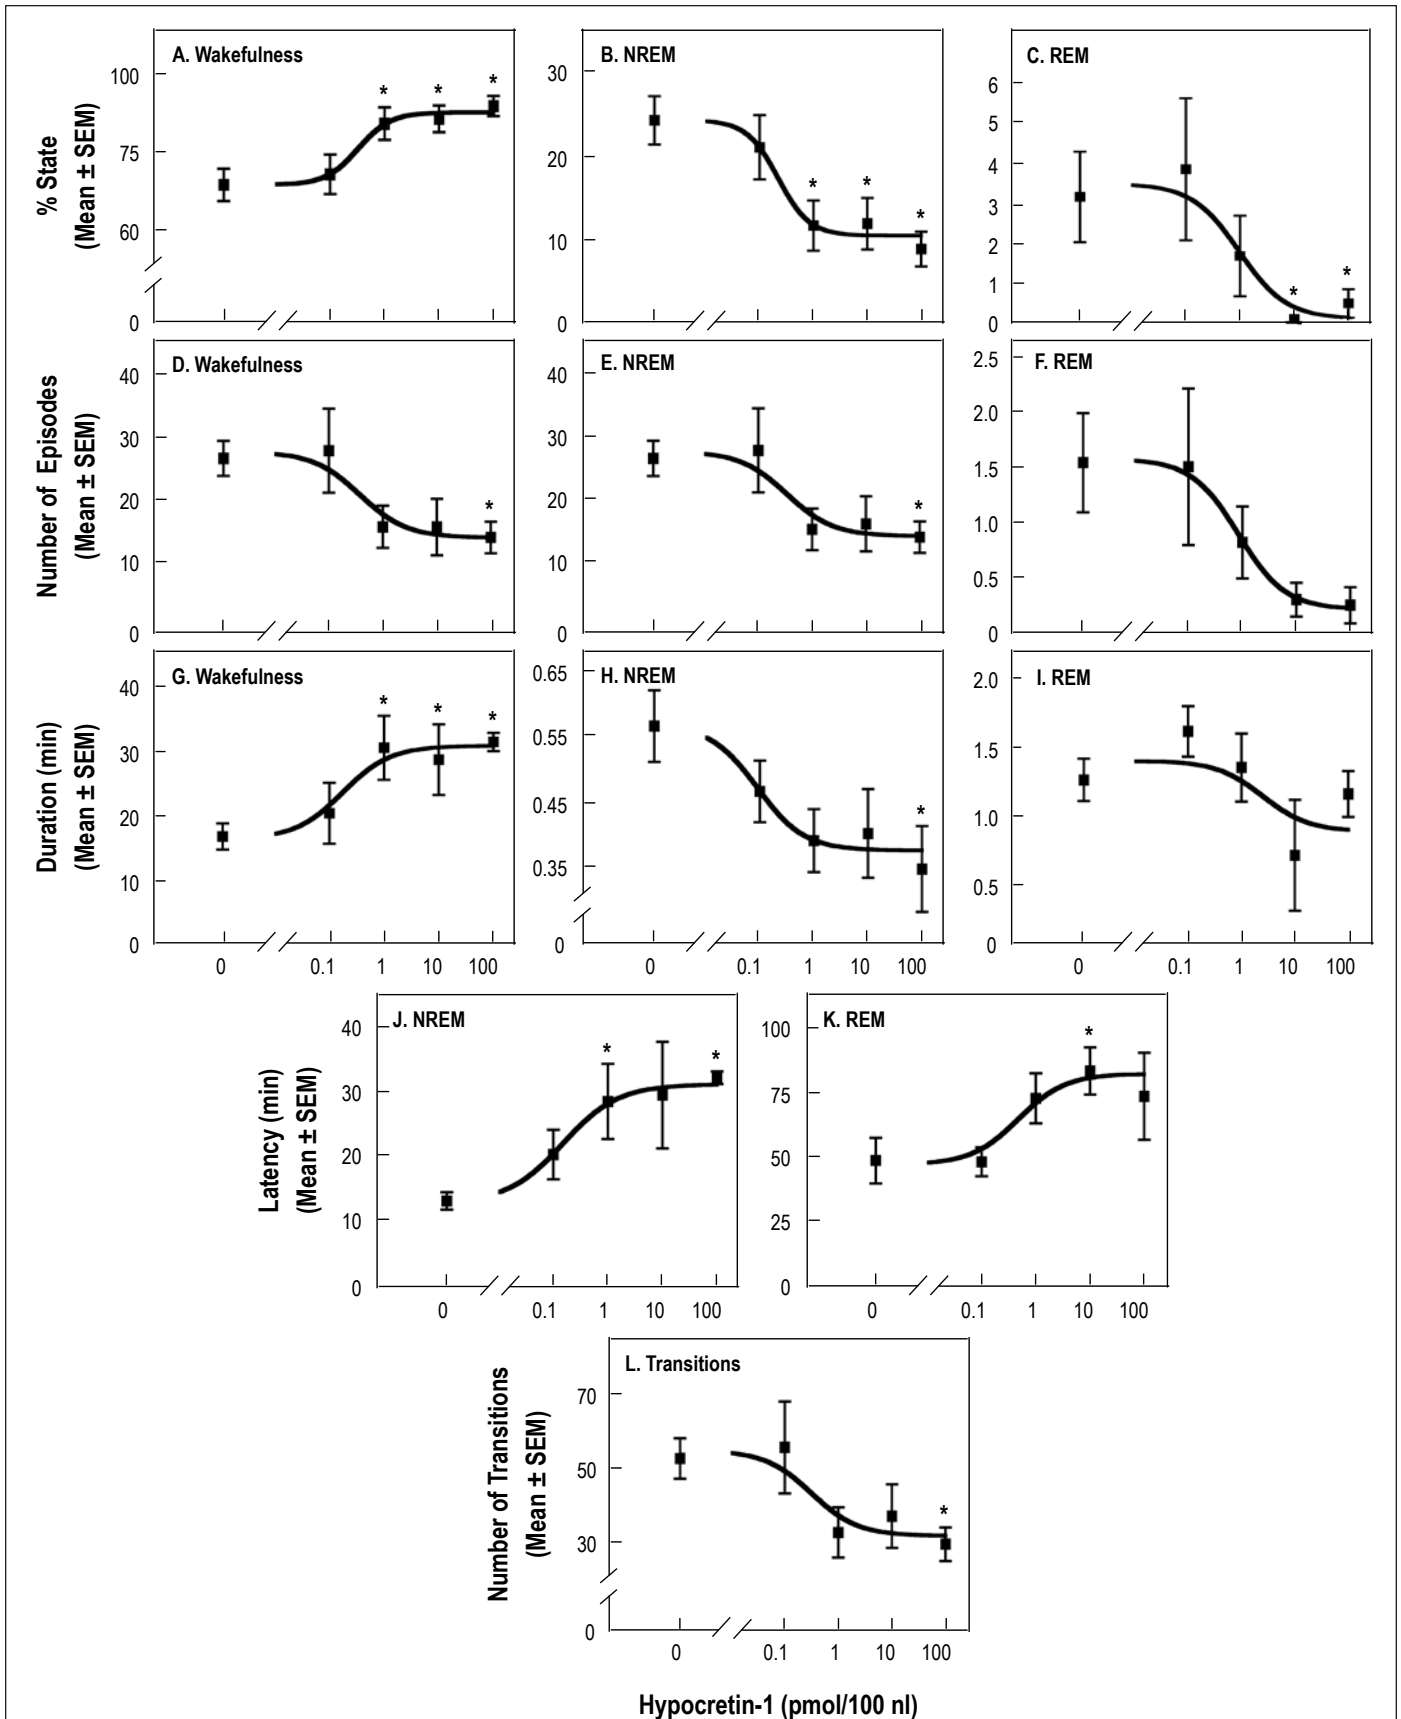 A. Wakefulness
B. NREM
C. REM
% State
(Mean ± SEM)
100
75
60
0
* * *
30
20
10
0
* * *
6
5
4
3
2
1
0
* *
D. Wakefulness
E. NREM
F. REM
Number of Episodes
(Mean ± SEM)
40
30
20
10
0
*
40
30
20
10
0
*
2.5
2.0
1.5
1.0
0.5
0
G. Wakefulness
H. NREM
I. REM
Duration (min)
(Mean ± SEM)
40
30
20
10
0
* * *
0 0.1 1 10 100
0.65
0.55
0.45
0.35
0
*
0 0.1 1 10 100
2.0
1.5
1.0
0.5
0
0 0.1 1 10 100
J. NREM
K. REM
Latency (min)
(Mean ± SEM)
40
30
20
10
0
* *
0 0.1 1 10 100
100
75
50
25
0
*
0 0.1 1 10 100
L. Transitions
Number of Transitions
(Mean ± SEM)
70
50
30
0
*
0 0.1 1 10 100
Hypocretin-1 (pmol/100 nl)